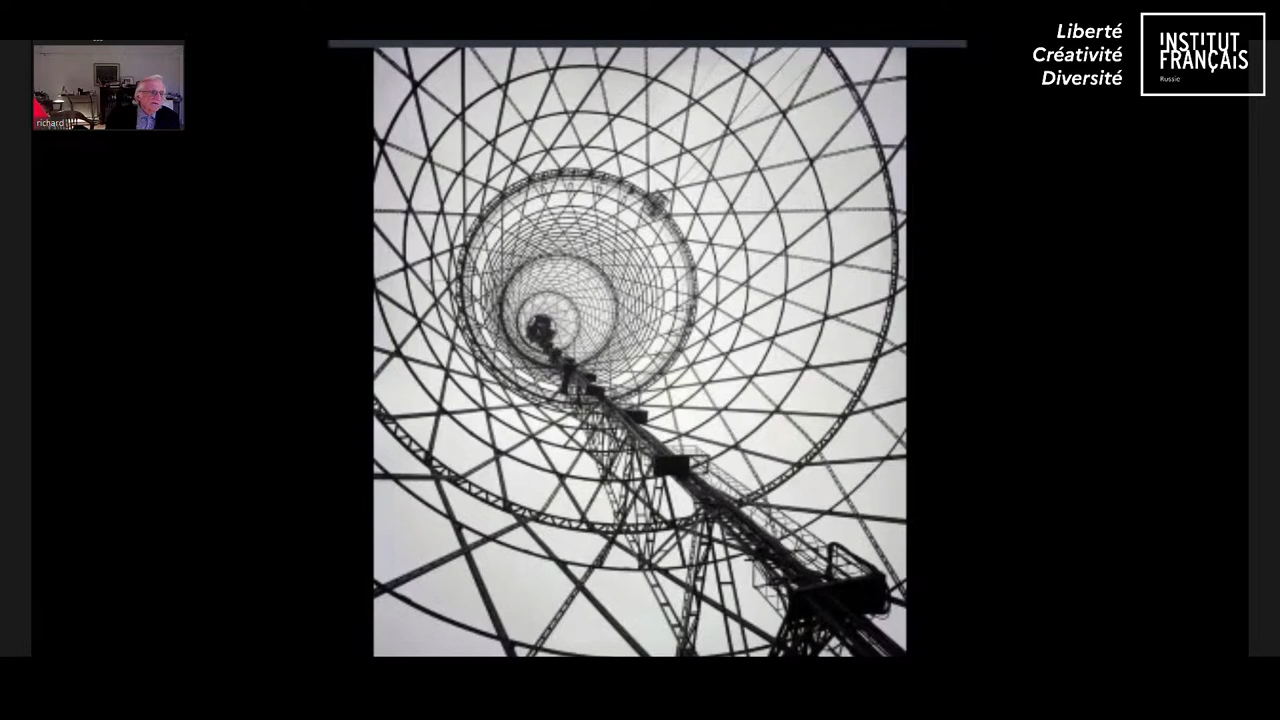 Liberté
Créativité
Diversité
INSTITUT
FRANÇAIS
Russie
richard